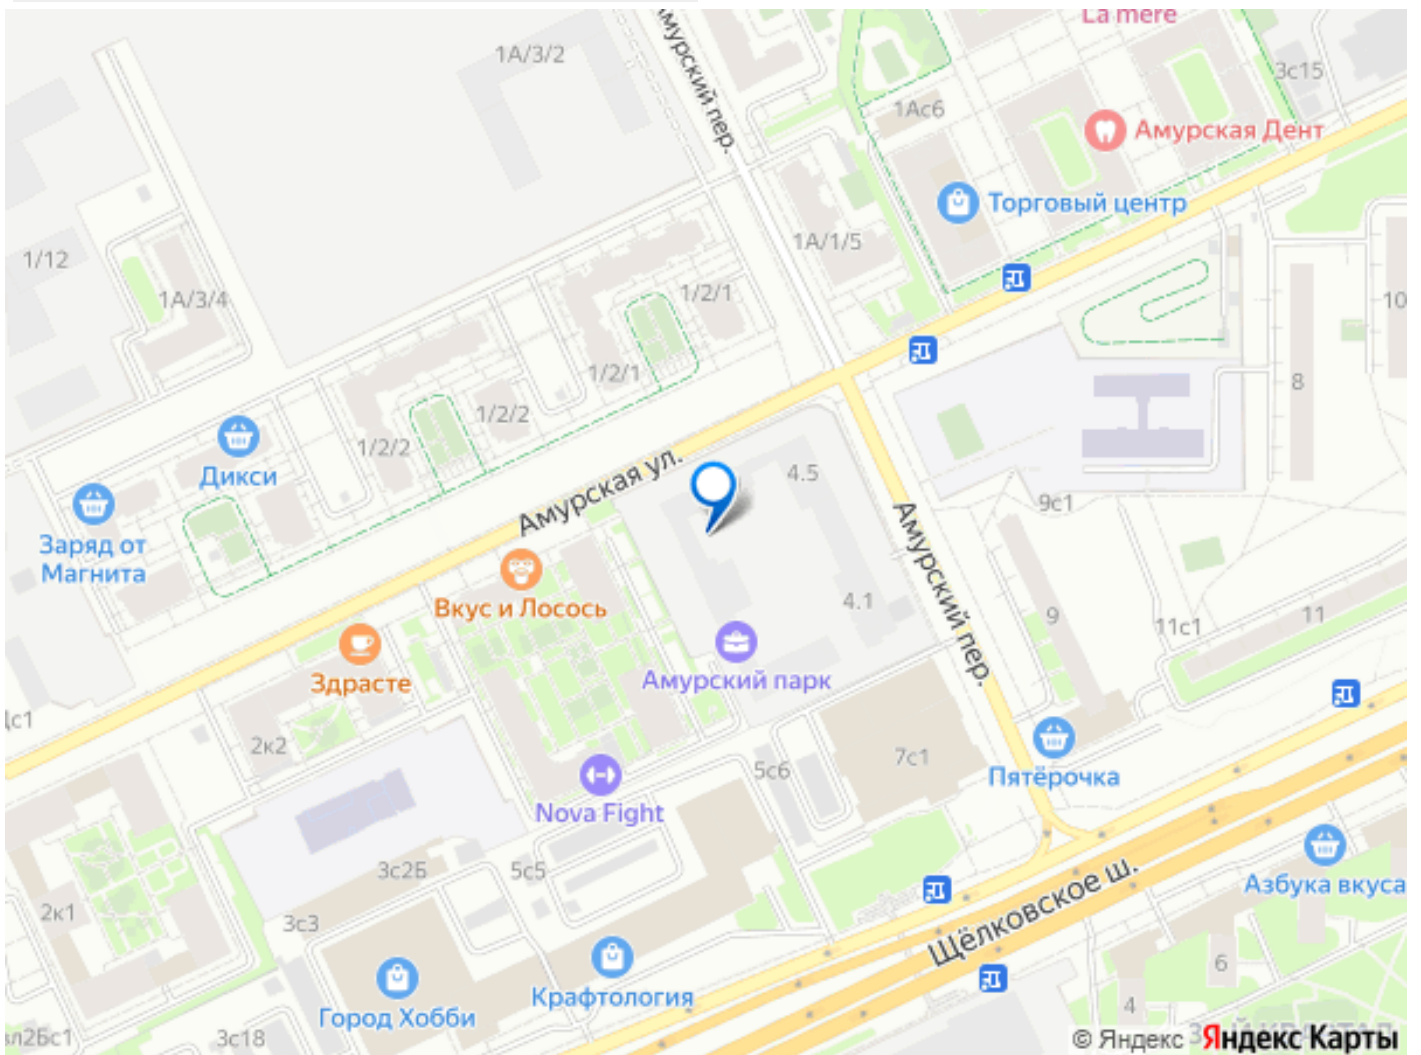 La mere
1А/3/2
Амурский пер.
3с15
1Ас6
Амурская Дент
Торговый центр
1/12
1А/1/5
1А/3/4
1/2/1
10
1/2/1
8
1/2/2
1/2/2
Дикси
Амурская ул.
4.5
9с1
Заряд от
Магнита
Амурский пер.
Вкус и Лосось
4.1
9
11с1
11
Здрасте
Амурский парк
2к2
5с6
7с1
Пятёрочка
Nova Fight
3с2Б
5с5
Щёлковское ш.
Азбука вкуса
2к1
3с3
6
Крафтология
Город Хобби
4
3с18
© Яндекс Яндекс Карты